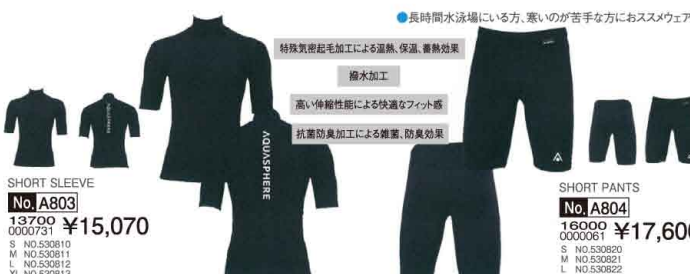 ●長時間水泳場にいる方、寒いのが苦手な方におススメウェア
特殊気密起毛加工による温熱、保温、蓄熱効果
撥水加工
高い伸縮性能による快適なフィット感
抗菌防臭加工による雑菌、防臭効果
AQUASPHERE
AQUASPHERE
SHORT SLEEVE
No. A803
13700
0000731 ¥15,070
S NO.530810
M NO.530811
L NO.530812
XL NO.530813
SHORT PANTS
No. A804
16000
0000061 ¥17,600
S NO.530820
M NO.530821
L NO.530822